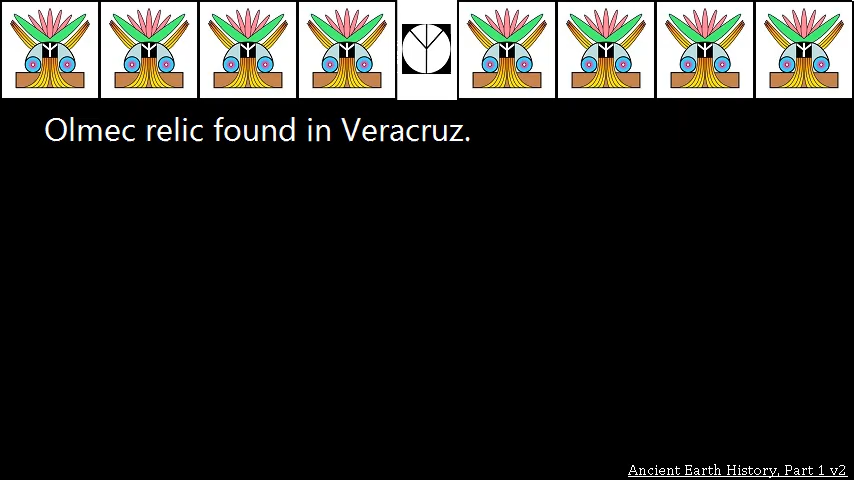 Olmec relic found in Veracruz.
Ancient Earth History, Part 1 v2